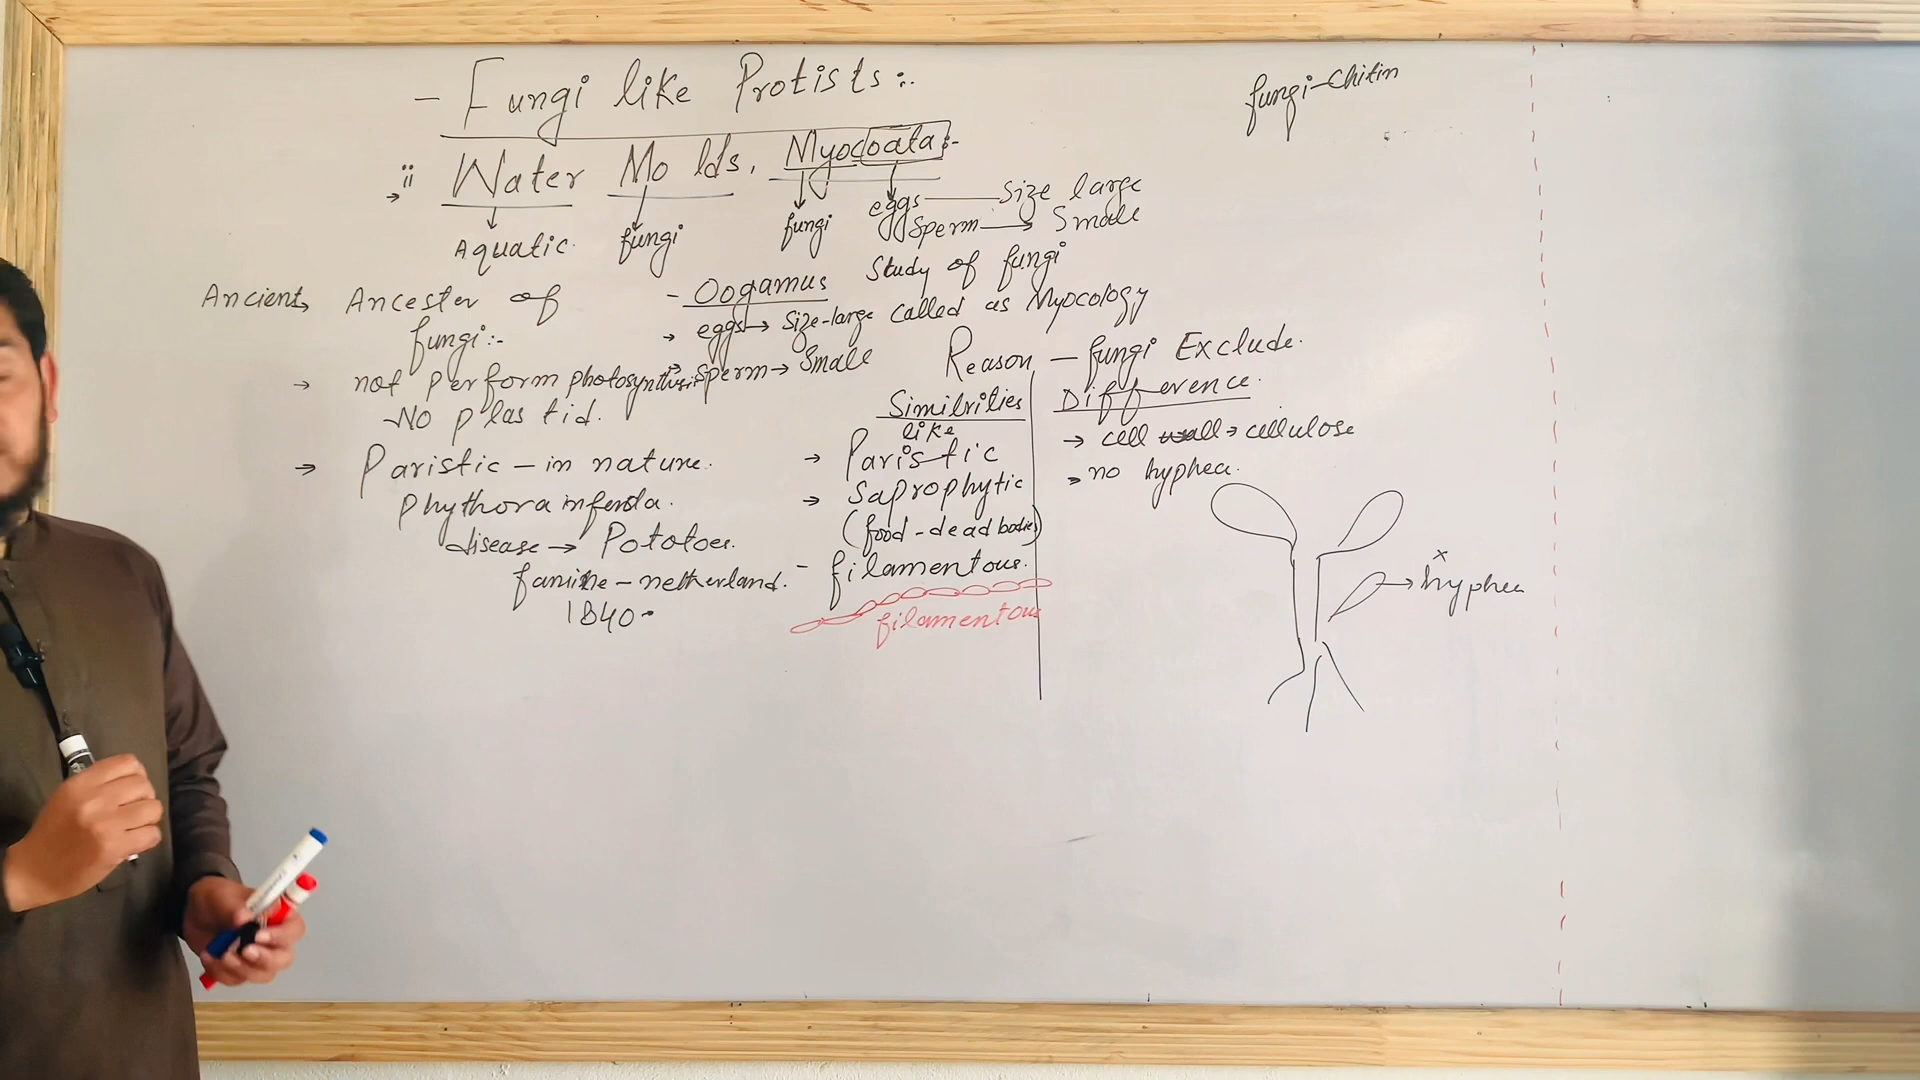 - Fungi like Protists:.
fungi-Chitin
ii Water Molds, Myocoata:-
→ Aquatic. fungi fungi eggs — Size large
Sperm → Small
Study of fungi
called as Myocology
Ancient → Ancester of
fungi:-
- Oogamus
→ eggs → Size-large
→ Sperm → Small
→ not perform photosynthesis
No plastid.
→ Paristic - in nature.
Phythora infersta.
disease → Pototoes.
famine - netherland.
1840.
Reason - fungi Exclude.
Similrities
like
→ Paristic
→ Saprophytic
(food - dead bodies)
- filamentous.
filamentous
Difference.
→ cell wall → cellulose
→ no hyphea.
x
→ hyphea